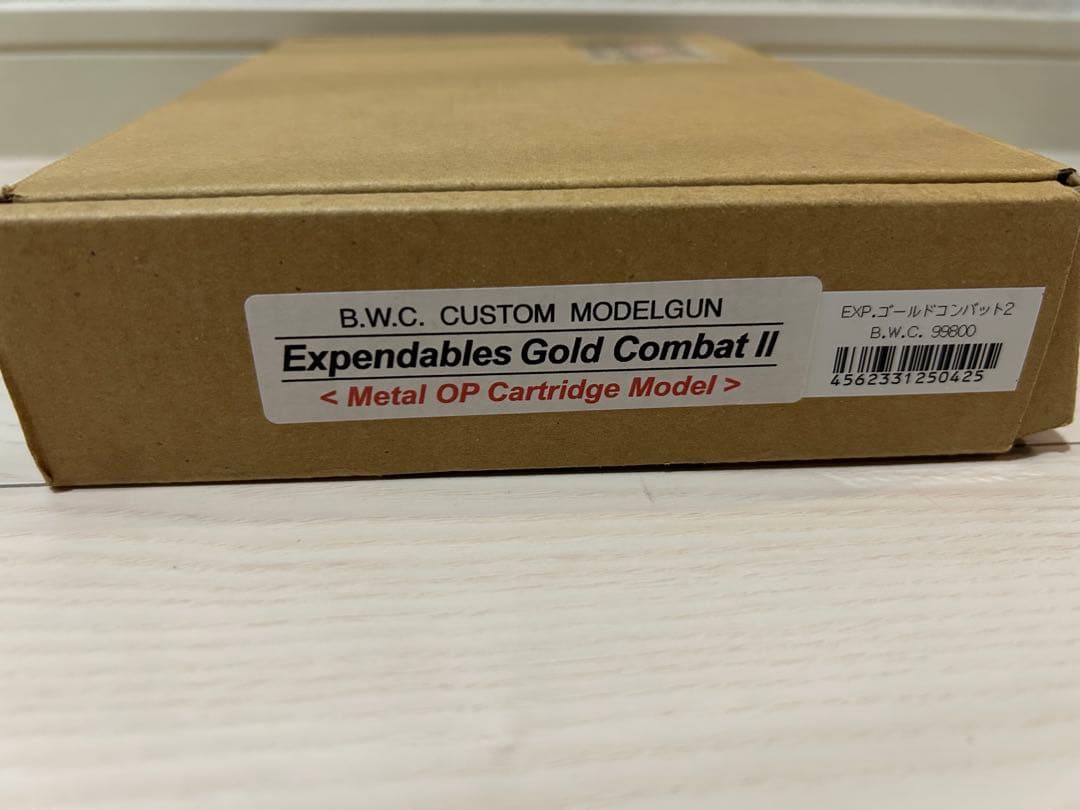 B.W.C. CUSTOM MODELGUN
Expendables Gold Combat II
< Metal OP Cartridge Model >
EXP.ゴールドコンバット2
B.W.C. 99800
4562331250425